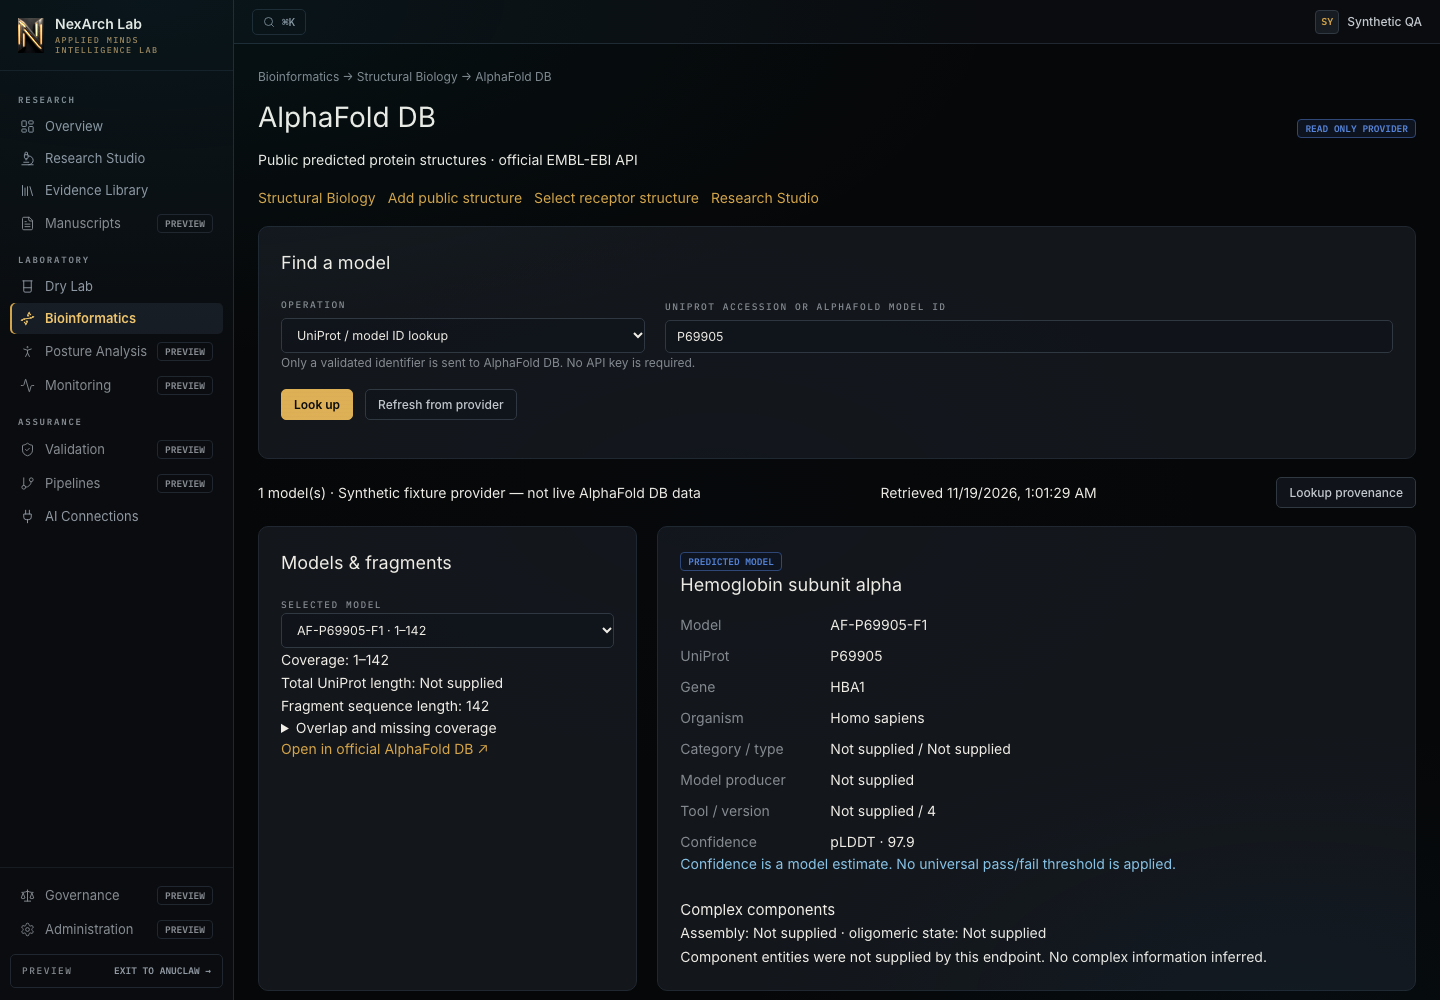 NexArch Lab
APPLIED MINDS
INTELLIGENCE LAB
⌘K
SY
Synthetic QA
RESEARCH
Overview
Research Studio
Evidence Library
Manuscripts PREVIEW
LABORATORY
Dry Lab
Bioinformatics
Posture Analysis PREVIEW
Monitoring PREVIEW
ASSURANCE
Validation PREVIEW
Pipelines PREVIEW
AI Connections
Governance PREVIEW
Administration PREVIEW
PREVIEW EXIT TO ANUCLAW →
Bioinformatics → Structural Biology → AlphaFold DB
AlphaFold DB
READ ONLY PROVIDER
Public predicted protein structures · official EMBL-EBI API
Structural Biology Add public structure Select receptor structure Research Studio
Find a model
OPERATION
UniProt / model ID lookup
UNIPROT ACCESSION OR ALPHAFOLD MODEL ID
P69905
Only a validated identifier is sent to AlphaFold DB. No API key is required.
Look up Refresh from provider
1 model(s) · Synthetic fixture provider — not live AlphaFold DB data
Retrieved 11/19/2026, 1:01:29 AM
Lookup provenance
Models & fragments
SELECTED MODEL
AF-P69905-F1 · 1–142
Coverage: 1–142
Total UniProt length: Not supplied
Fragment sequence length: 142
▶ Overlap and missing coverage
Open in official AlphaFold DB ↗
PREDICTED MODEL
Hemoglobin subunit alpha
Model AF-P69905-F1
UniProt P69905
Gene HBA1
Organism Homo sapiens
Category / type Not supplied / Not supplied
Model producer Not supplied
Tool / version Not supplied / 4
Confidence pLDDT · 97.9
Confidence is a model estimate. No universal pass/fail threshold is applied.
Complex components
Assembly: Not supplied · oligomeric state: Not supplied
Component entities were not supplied by this endpoint. No complex information inferred.